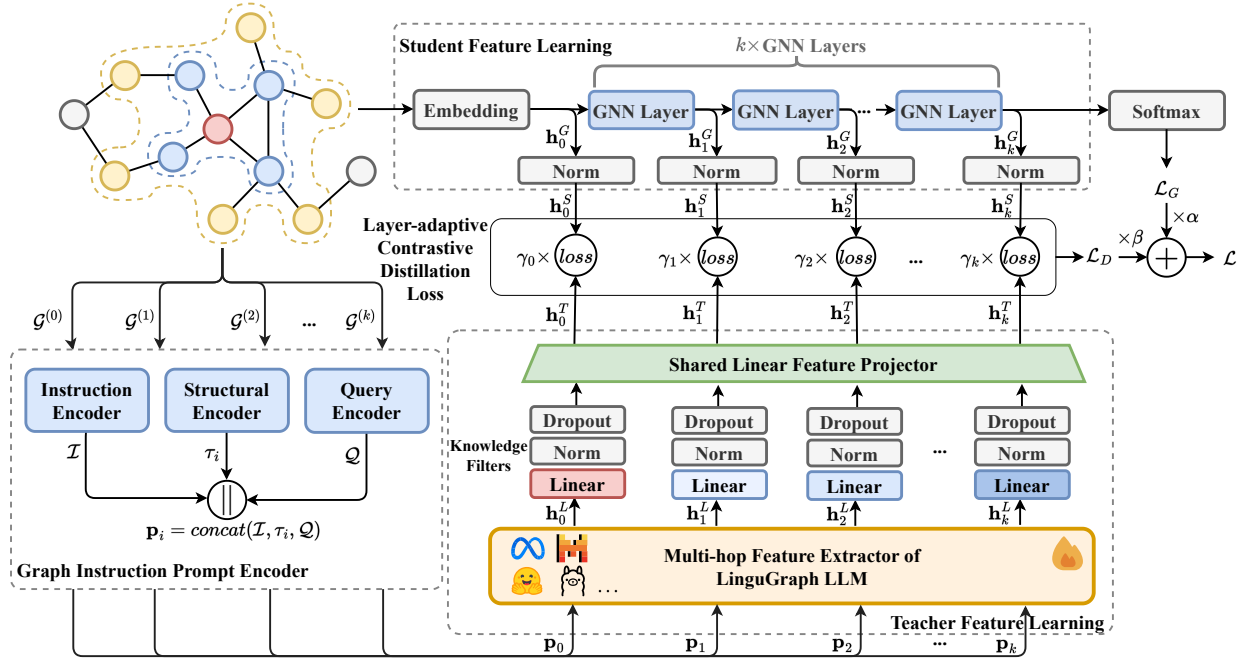 Student Feature Learning
k×GNN Layers
Embedding
GNN Layer
GNN Layer
...
GNN Layer
Softmax
h_0^G
h_1^G
h_2^G
h_k^G
Norm
Norm
Norm
Norm
ℒ_G
h_0^S
h_1^S
h_2^S
h_k^S
×α
Layer-adaptive
Contrastive
Distillation
Loss
γ_0× loss
γ_1× loss
γ_2× loss
...
γ_k× loss
ℒ_D
×β
+
ℒ
h_0^T
h_1^T
h_2^T
h_k^T
𝒢^(0)
𝒢^(1)
𝒢^(2)
...
𝒢^(k)
Instruction
Encoder
Structural
Encoder
Query
Encoder
ℐ
τ_i
𝒬
||
p_i = concat(ℐ, τ_i, 𝒬)
Graph Instruction Prompt Encoder
Shared Linear Feature Projector
Knowledge
Filters
Dropout
Norm
Linear
Dropout
Norm
Linear
Dropout
Norm
Linear
...
Dropout
Norm
Linear
h_0^L
h_1^L
h_2^L
h_k^L
Multi-hop Feature Extractor of
LinguGraph LLM
...
Teacher Feature Learning
p_0
p_1
p_2
...
p_k